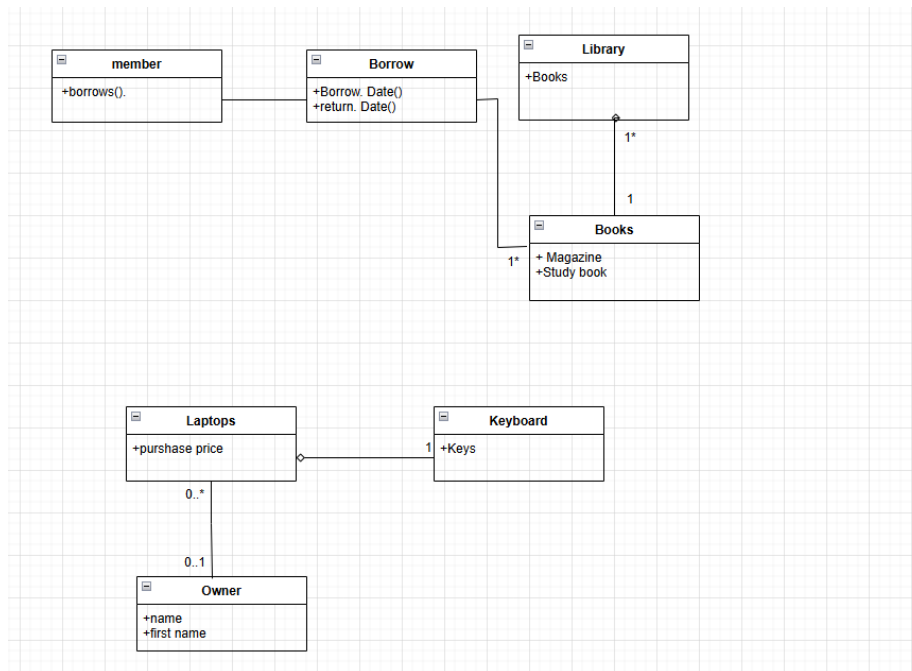 member
+borrows().
Borrow
+Borrow. Date()
+return. Date()
Library
+Books
1*
1
Books
+ Magazine
+Study book
1*
Laptops
+purshase price
Keyboard
+Keys
1
0..*
0..1
Owner
+name
+first name